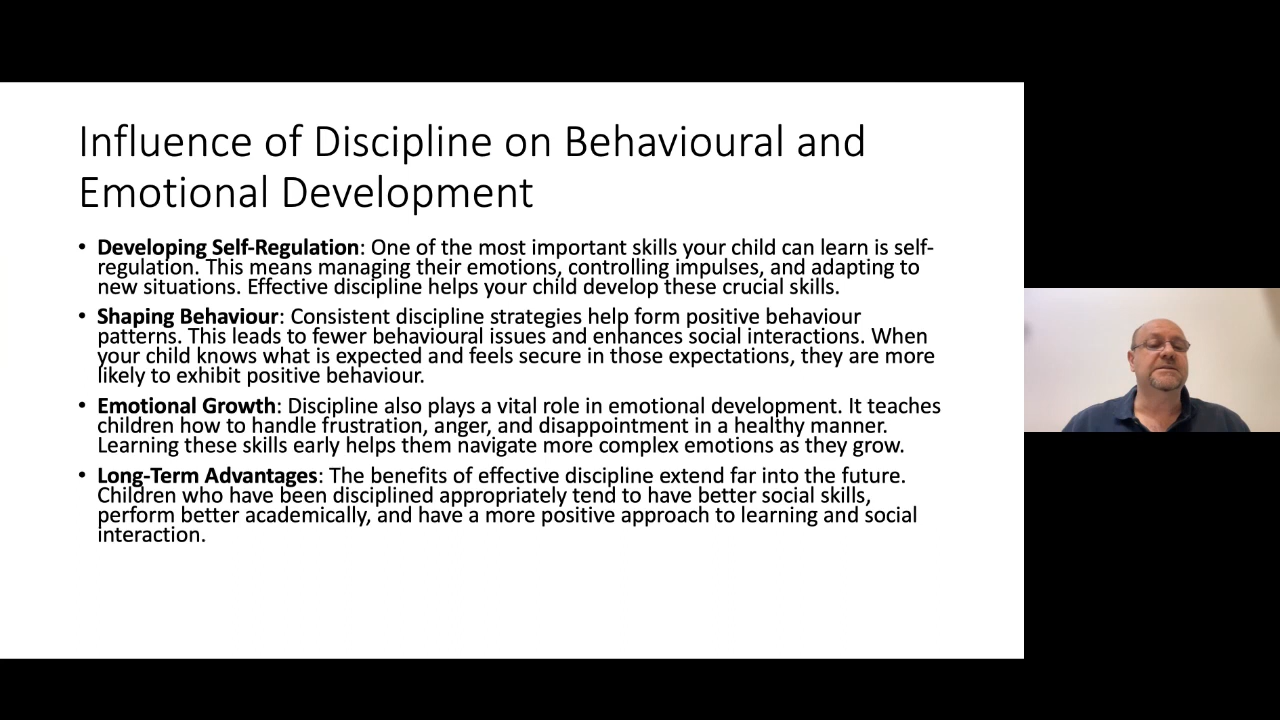 Influence of Discipline on Behavioural and
Emotional Development
• Developing Self-Regulation: One of the most important skills your child can learn is self-
regulation. This means managing their emotions, controlling impulses, and adapting to
new situations. Effective discipline helps your child develop these crucial skills.
• Shaping Behaviour: Consistent discipline strategies help form positive behaviour
patterns. This leads to fewer behavioural issues and enhances social interactions. When
your child knows what is expected and feels secure in those expectations, they are more
likely to exhibit positive behaviour.
• Emotional Growth: Discipline also plays a vital role in emotional development. It teaches
children how to handle frustration, anger, and disappointment in a healthy manner.
Learning these skills early helps them navigate more complex emotions as they grow.
• Long-Term Advantages: The benefits of effective discipline extend far into the future.
Children who have been disciplined appropriately tend to have better social skills,
perform better academically, and have a more positive approach to learning and social
interaction.